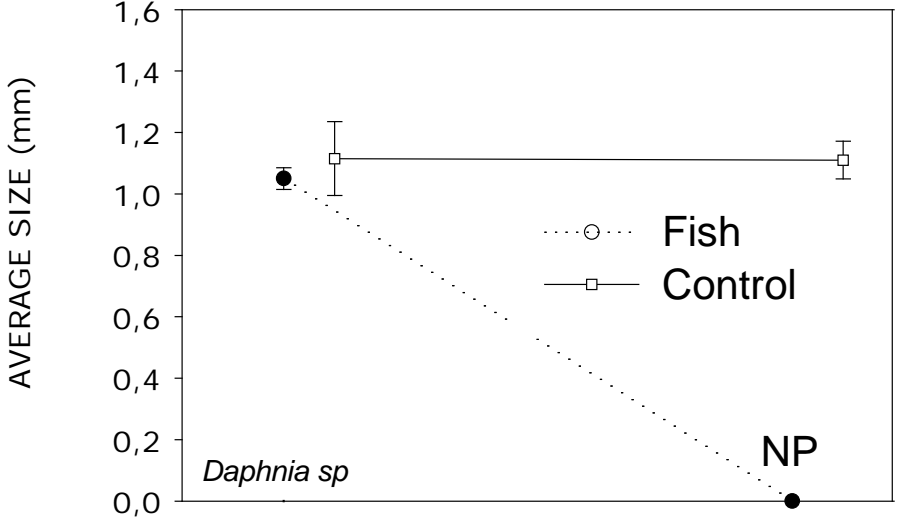 AVERAGE SIZE (mm)
1,6
1,4
1,2
1,0
0,8
0,6
0,4
0,2
0,0
Fish
Control
NP
Daphnia sp